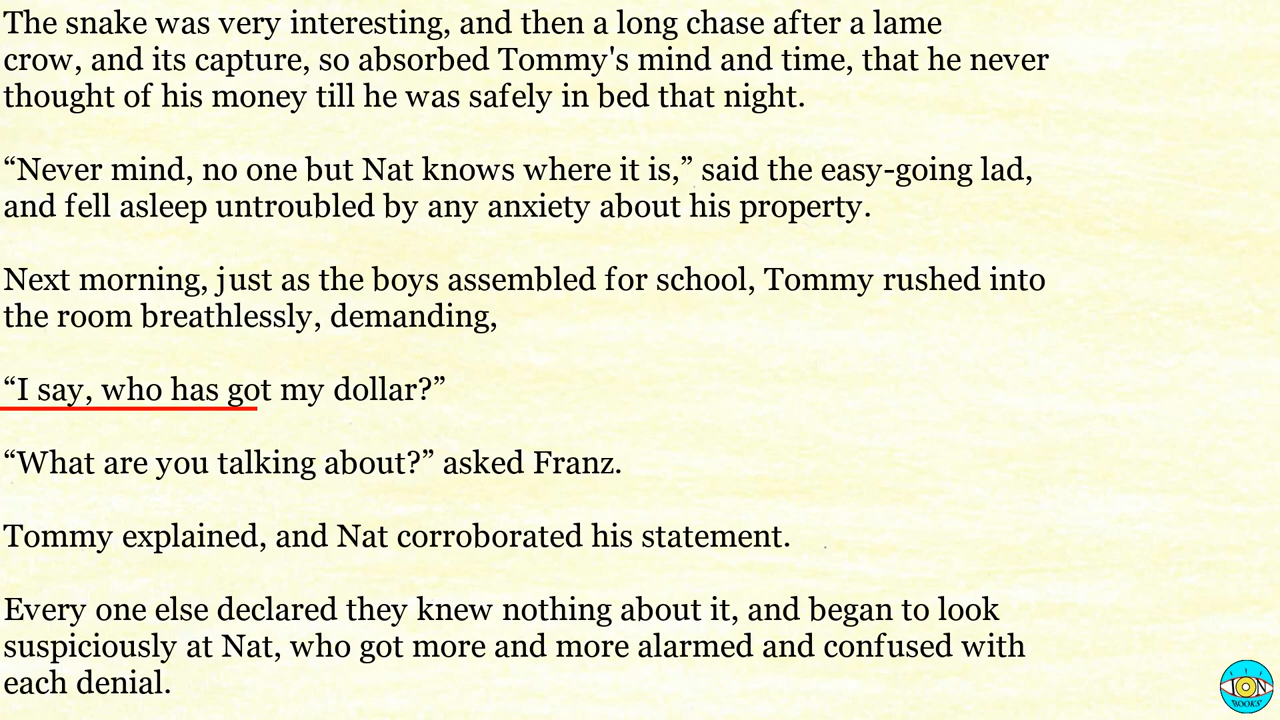 The snake was very interesting, and then a long chase after a lame
crow, and its capture, so absorbed Tommy's mind and time, that he never
thought of his money till he was safely in bed that night.
“Never mind, no one but Nat knows where it is,” said the easy-going lad,
and fell asleep untroubled by any anxiety about his property.
Next morning, just as the boys assembled for school, Tommy rushed into
the room breathlessly, demanding,
“I say, who has got my dollar?”
“What are you talking about?” asked Franz.
Tommy explained, and Nat corroborated his statement.
Every one else declared they knew nothing about it, and began to look
suspiciously at Nat, who got more and more alarmed and confused with
each denial.
ION
BOOKS